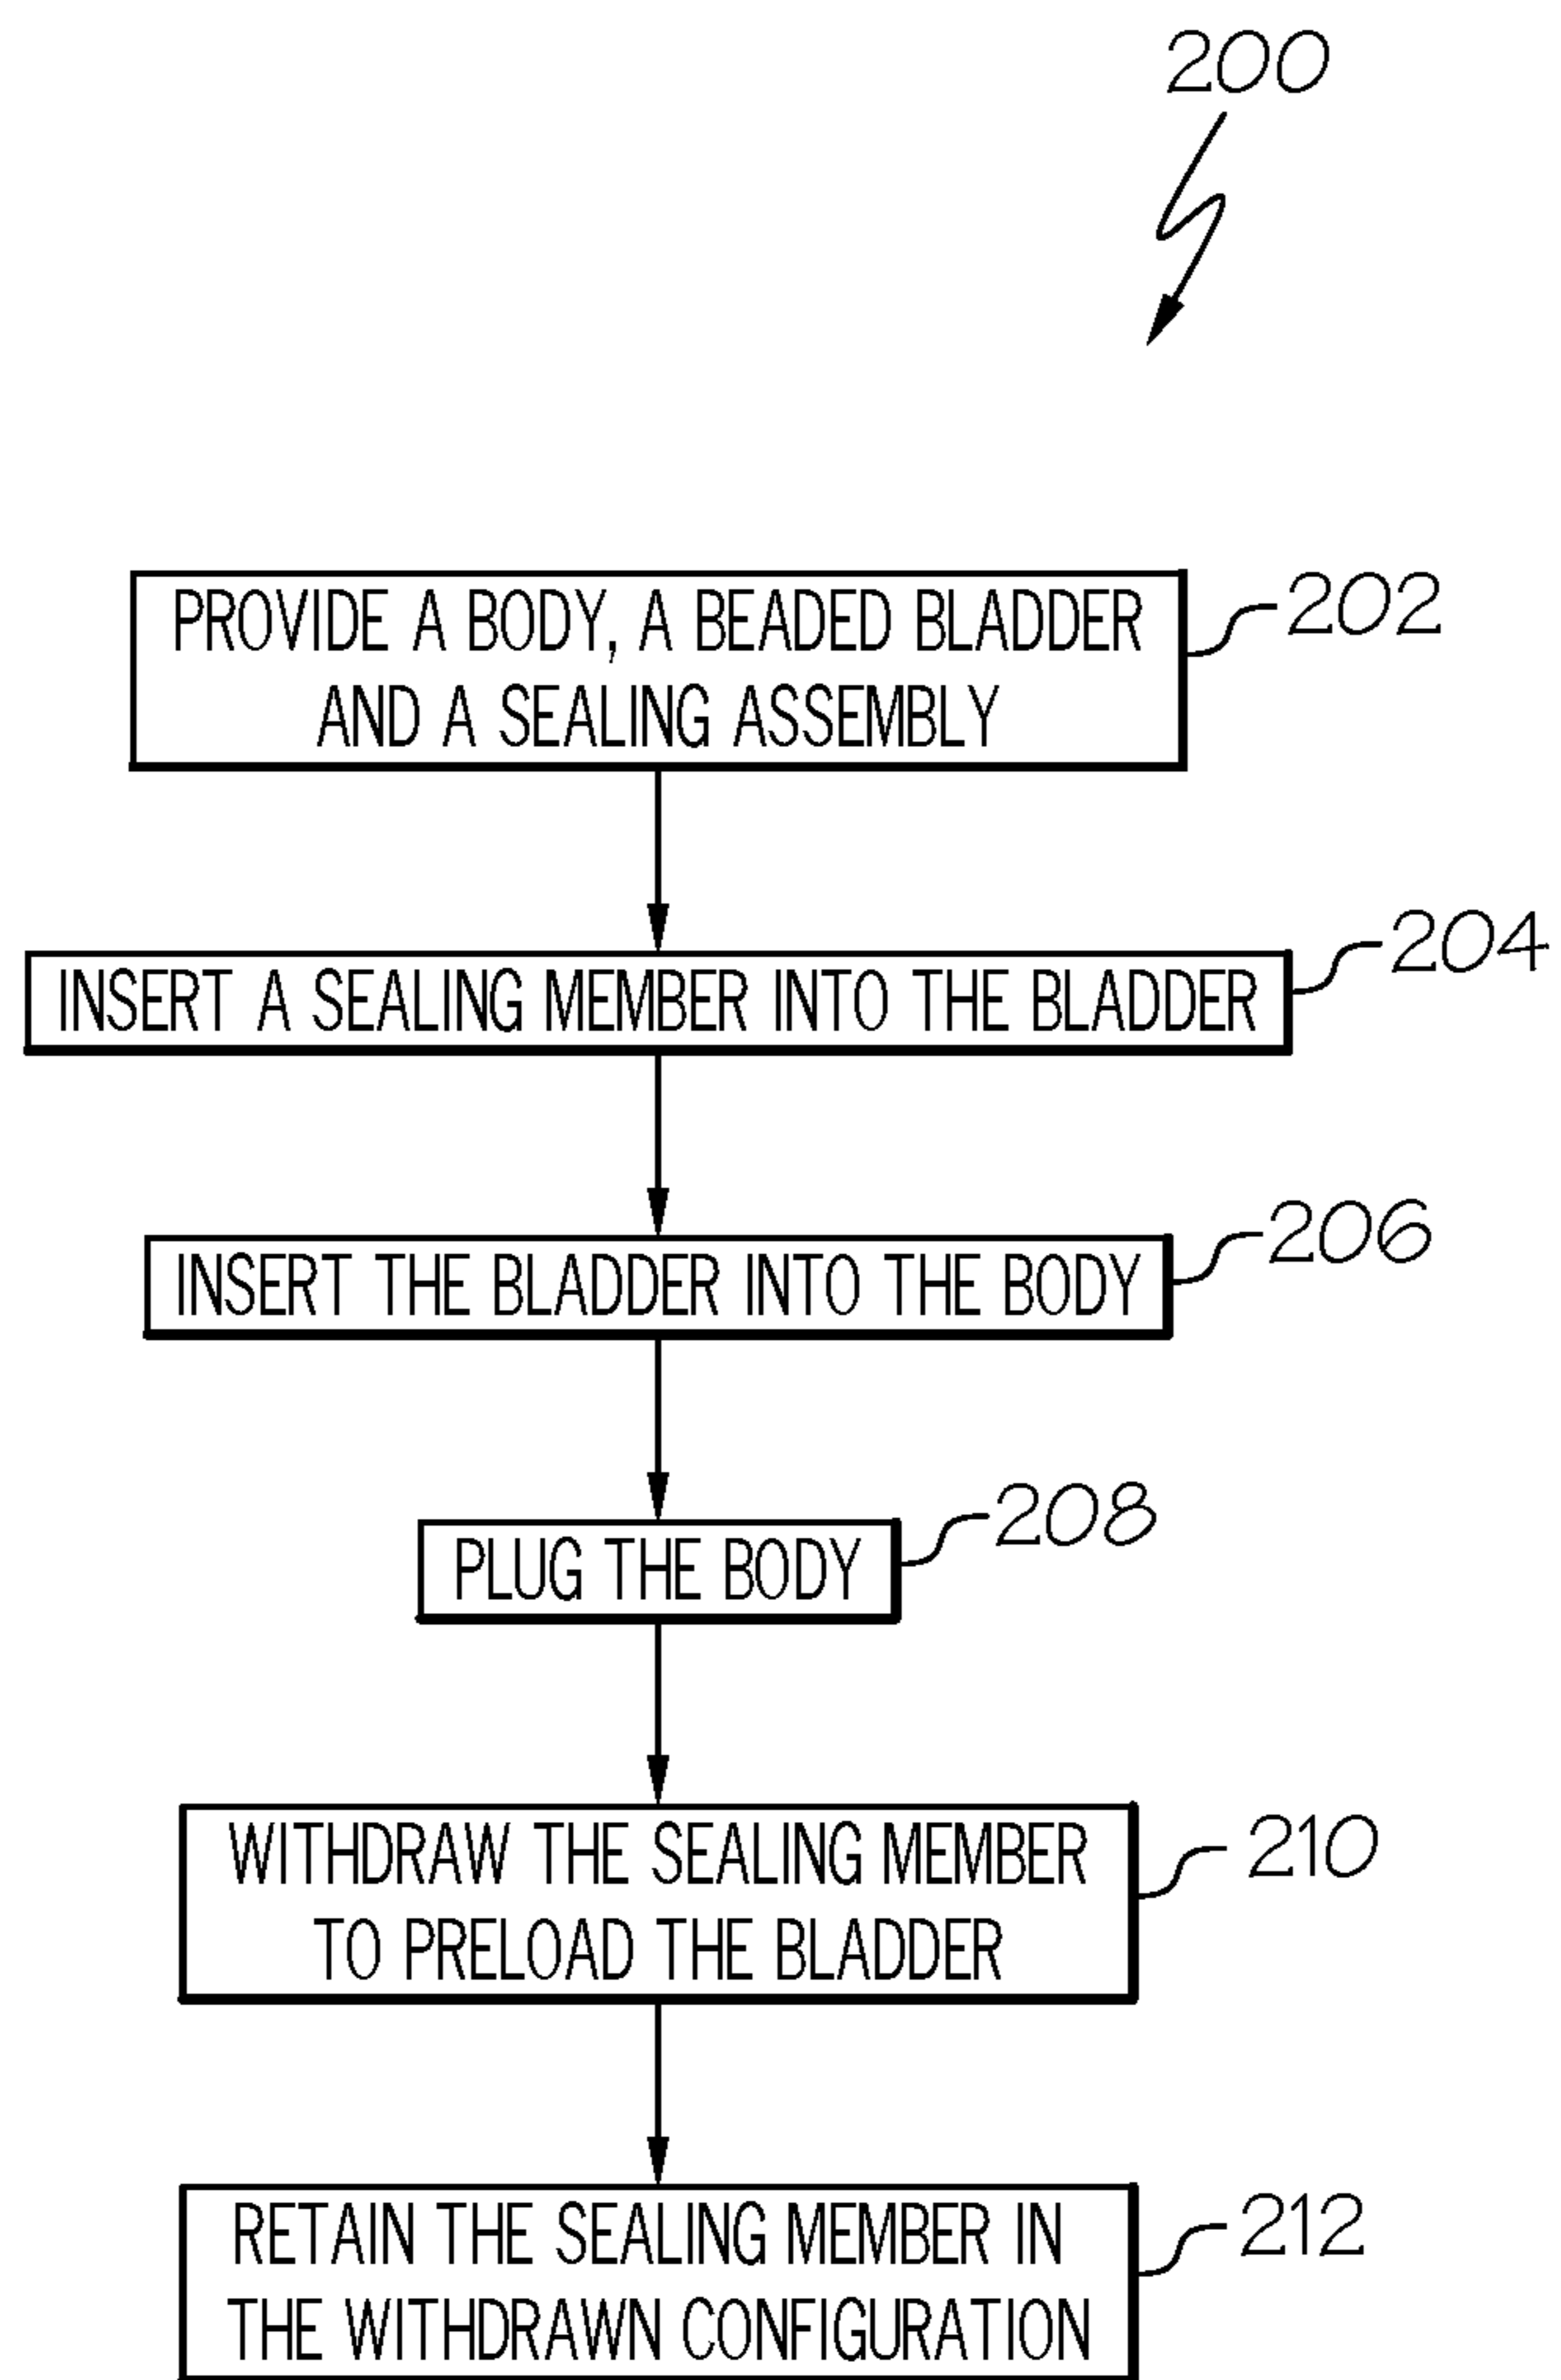 200
PROVIDE A BODY, A BEADED BLADDER
AND A SEALING ASSEMBLY
202
INSERT A SEALING MEMBER INTO THE BLADDER
204
INSERT THE BLADDER INTO THE BODY
206
PLUG THE BODY
208
WITHDRAW THE SEALING MEMBER
TO PRELOAD THE BLADDER
210
RETAIN THE SEALING MEMBER IN
THE WITHDRAWN CONFIGURATION
212